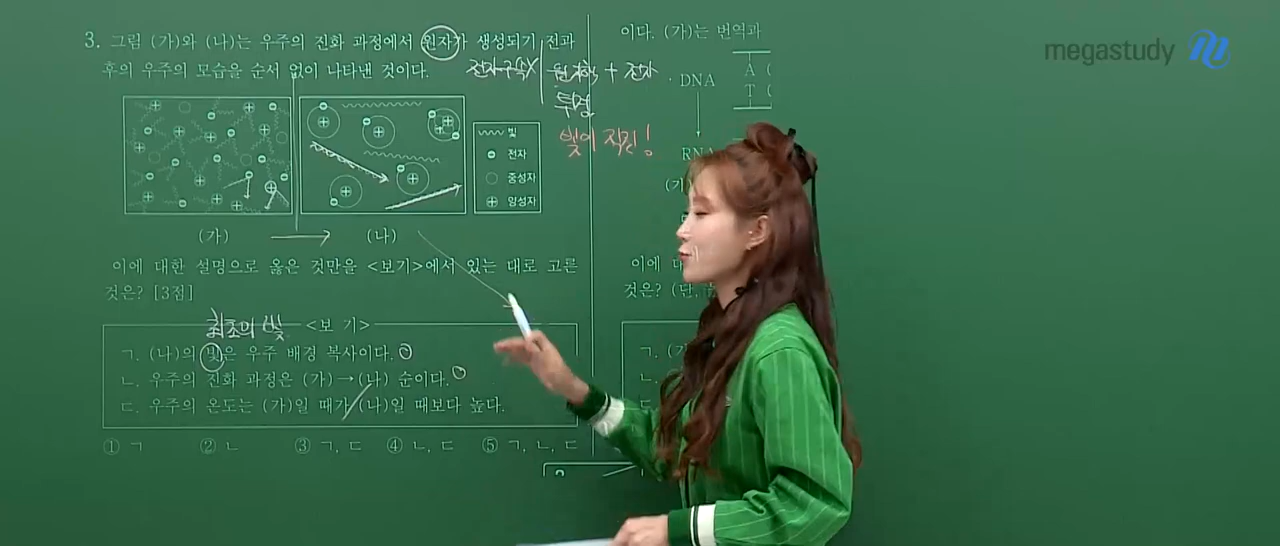 megastudy
3. 그림 (가)와 (나)는 우주의 진화 과정에서 원자가 생성되기 전과
후의 우주의 모습을 순서 없이 나타낸 것이다.
전자구속X
원자핵 + 전자
투명
빛이 직진!
빛
전자
중성자
양성자
(가) → (나)
이에 대한 설명으로 옳은 것만을 <보기>에서 있는 대로 고른
것은? [3점]
최초의 빛
<보 기>
ㄱ. (나)의 빛은 우주 배경 복사이다. ○
ㄴ. 우주의 진화 과정은 (가)→(나) 순이다. ○
ㄷ. 우주의 온도는 (가)일 때가 (나)일 때보다 높다.
① ㄱ ② ㄴ ③ ㄱ, ㄷ ④ ㄴ, ㄷ ⑤ ㄱ, ㄴ, ㄷ
이다. (가)는 번역과
DNA
A (
T (
이에
것은? (단,
ㄱ.
ㄴ.
ㄷ